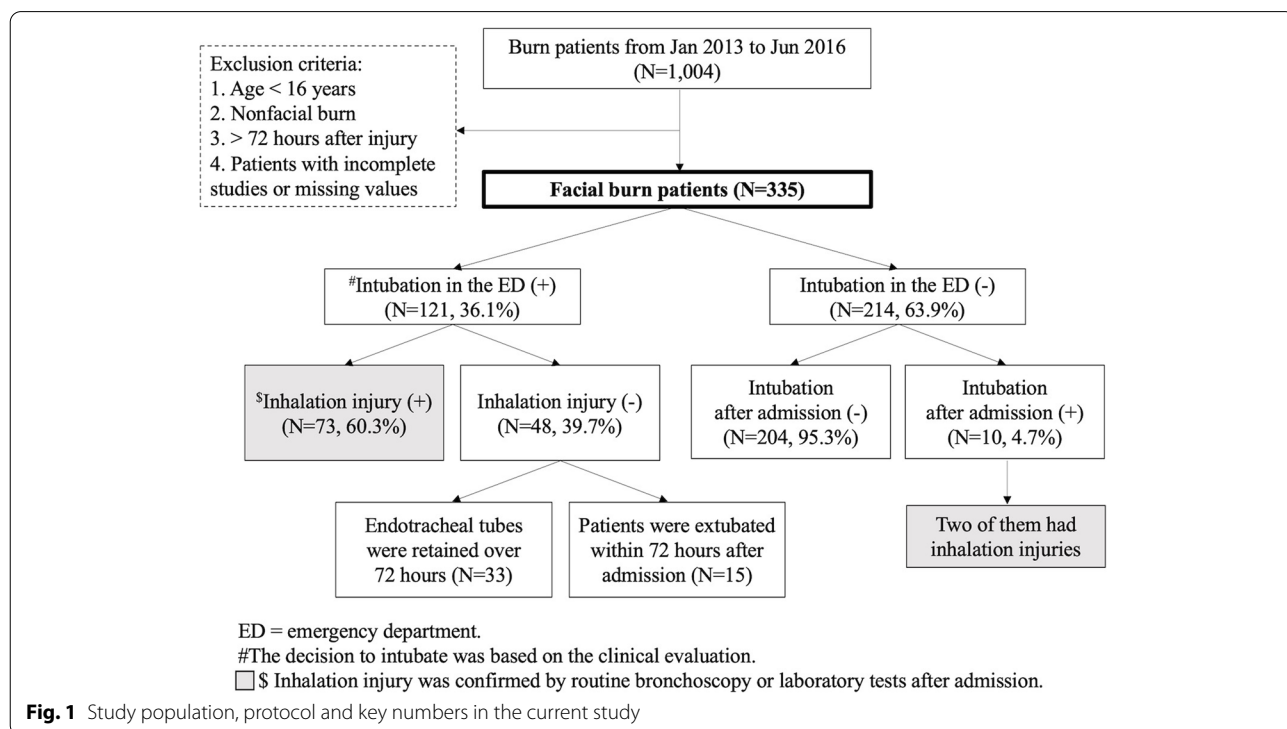 Burn patients from Jan 2013 to Jun 2016
(N=1,004)
Exclusion criteria:
1. Age < 16 years
2. Nonfacial burn
3. > 72 hours after injury
4. Patients with incomplete
studies or missing values
Facial burn patients (N=335)
#Intubation in the ED (+)
(N=121, 36.1%)
Intubation in the ED (-)
(N=214, 63.9%)
$Inhalation injury (+)
(N=73, 60.3%)
Inhalation injury (-)
(N=48, 39.7%)
Intubation
after admission (-)
(N=204, 95.3%)
Intubation
after admission (+)
(N=10, 4.7%)
Endotracheal tubes
were retained over
72 hours (N=33)
Patients were extubated
within 72 hours after
admission (N=15)
Two of them had
inhalation injuries
ED = emergency department.
#The decision to intubate was based on the clinical evaluation.
$ Inhalation injury was confirmed by routine bronchoscopy or laboratory tests after admission.
Fig. 1 Study population, protocol and key numbers in the current study